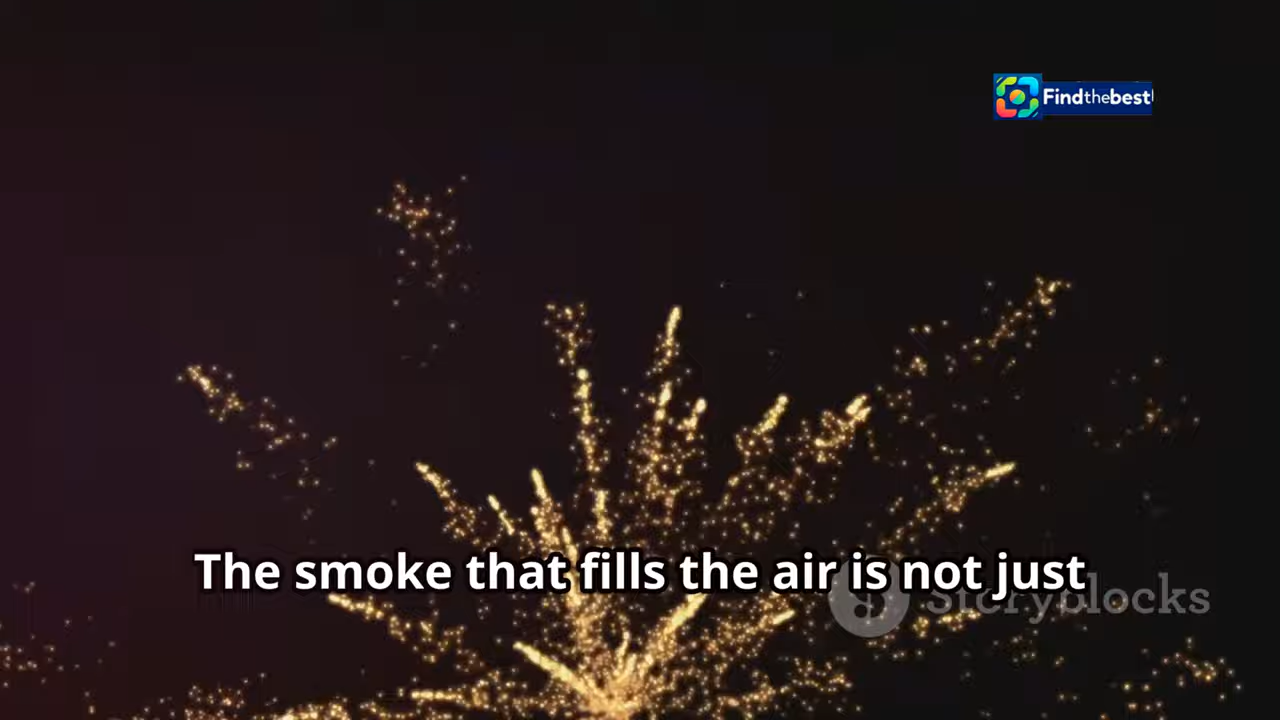 Findthebest
The smoke that fills the air is not just
Storyblocks